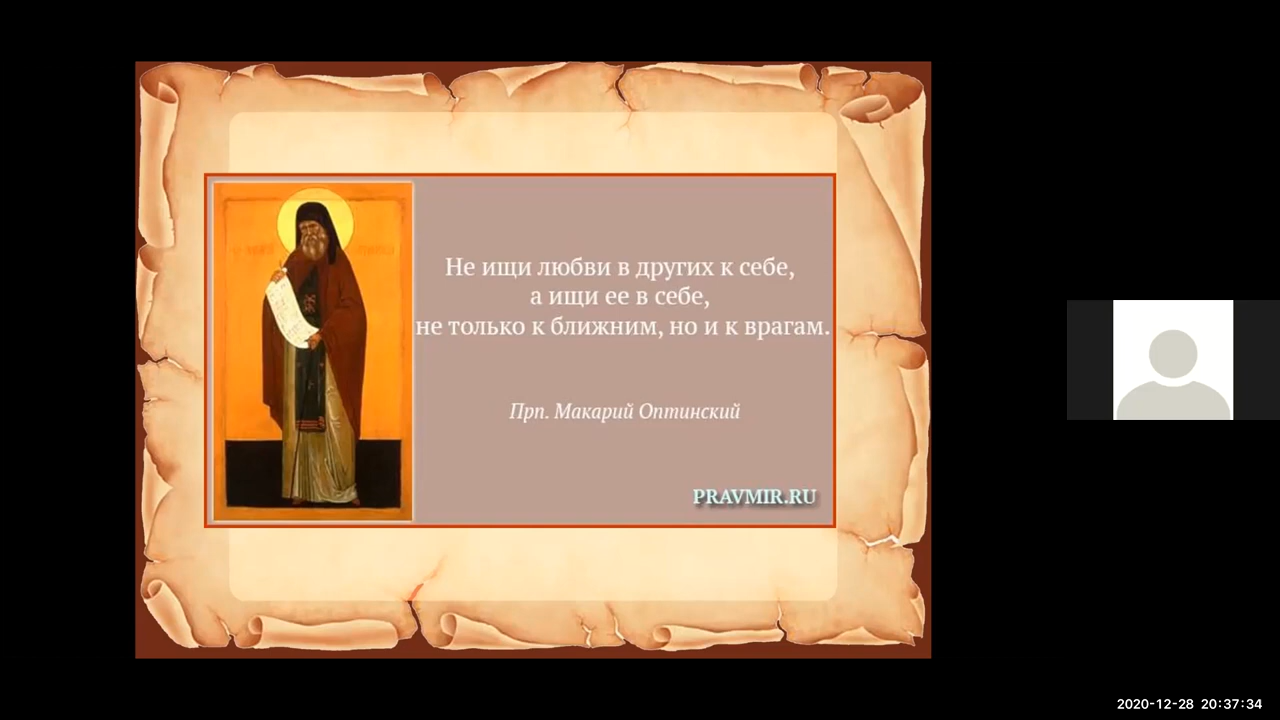 Не ищи любви в других к себе,
а ищи ее в себе,
не только к ближним, но и к врагам.
Прп. Макарий Оптинский
PRAVMIR.RU
2020-12-28 20:37:34